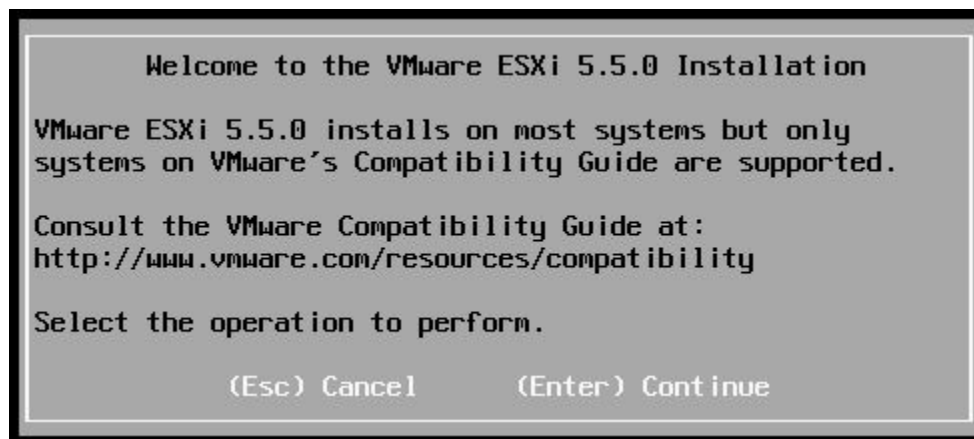 Welcome to the VMware ESXi 5.5.0 Installation
VMware ESXi 5.5.0 installs on most systems but only
systems on VMware's Compatibility Guide are supported.
Consult the VMware Compatibility Guide at:
http://www.vmware.com/resources/compatibility
Select the operation to perform.
(Esc) Cancel (Enter) Continue